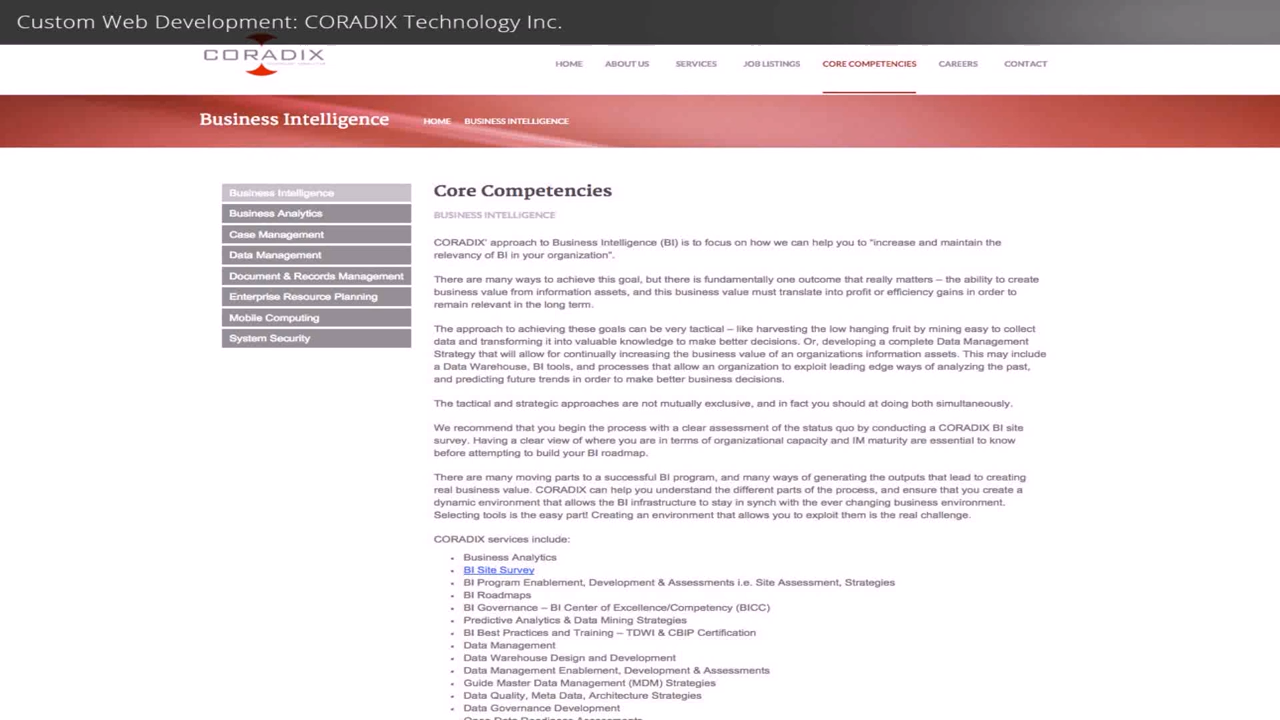 Custom Web Development: CORADIX Technology Inc.
CORADIX
HOME ABOUT US SERVICES JOB LISTINGS CORE COMPETENCIES CAREERS CONTACT
Business Intelligence HOME BUSINESS INTELLIGENCE
Business Intelligence
Business Analytics
Case Management
Data Management
Document & Records Management
Enterprise Resource Planning
Mobile Computing
System Security
Core Competencies
BUSINESS INTELLIGENCE
CORADIX' approach to Business Intelligence (BI) is to focus on how we can help you to "increase and maintain the
relevancy of BI in your organization".
There are many ways to achieve this goal, but there is fundamentally one outcome that really matters – the ability to create
business value from information assets, and this business value must translate into profit or efficiency gains in order to
remain relevant in the long term.
The approach to achieving these goals can be very tactical – like harvesting the low hanging fruit by mining easy to collect
data and transforming it into valuable knowledge to make better decisions. Or, developing a complete Data Management
Strategy that will allow for continually increasing the business value of an organizations information assets. This may include
a Data Warehouse, BI tools, and processes that allow an organization to exploit leading edge ways of analyzing the past,
and predicting future trends in order to make better business decisions.
The tactical and strategic approaches are not mutually exclusive, and in fact you should at doing both simultaneously.
We recommend that you begin the process with a clear assessment of the status quo by conducting a CORADIX BI site
survey. Having a clear view of where you are in terms of organizational capacity and IM maturity are essential to know
before attempting to build your BI roadmap.
There are many moving parts to a successful BI program, and many ways of generating the outputs that lead to creating
real business value. CORADIX can help you understand the different parts of the process, and ensure that you create a
dynamic environment that allows the BI infrastructure to stay in synch with the ever changing business environment.
Selecting tools is the easy part! Creating an environment that allows you to exploit them is the real challenge.
CORADIX services include:
• Business Analytics
• BI Site Survey
• BI Program Enablement, Development & Assessments i.e. Site Assessment, Strategies
• BI Roadmaps
• BI Governance – BI Center of Excellence/Competency (BICC)
• Predictive Analytics & Data Mining Strategies
• BI Best Practices and Training – TDWI & CBIP Certification
• Data Management
• Data Warehouse Design and Development
• Data Management Enablement, Development & Assessments
• Guide Master Data Management (MDM) Strategies
• Data Quality, Meta Data, Architecture Strategies
• Data Governance Development